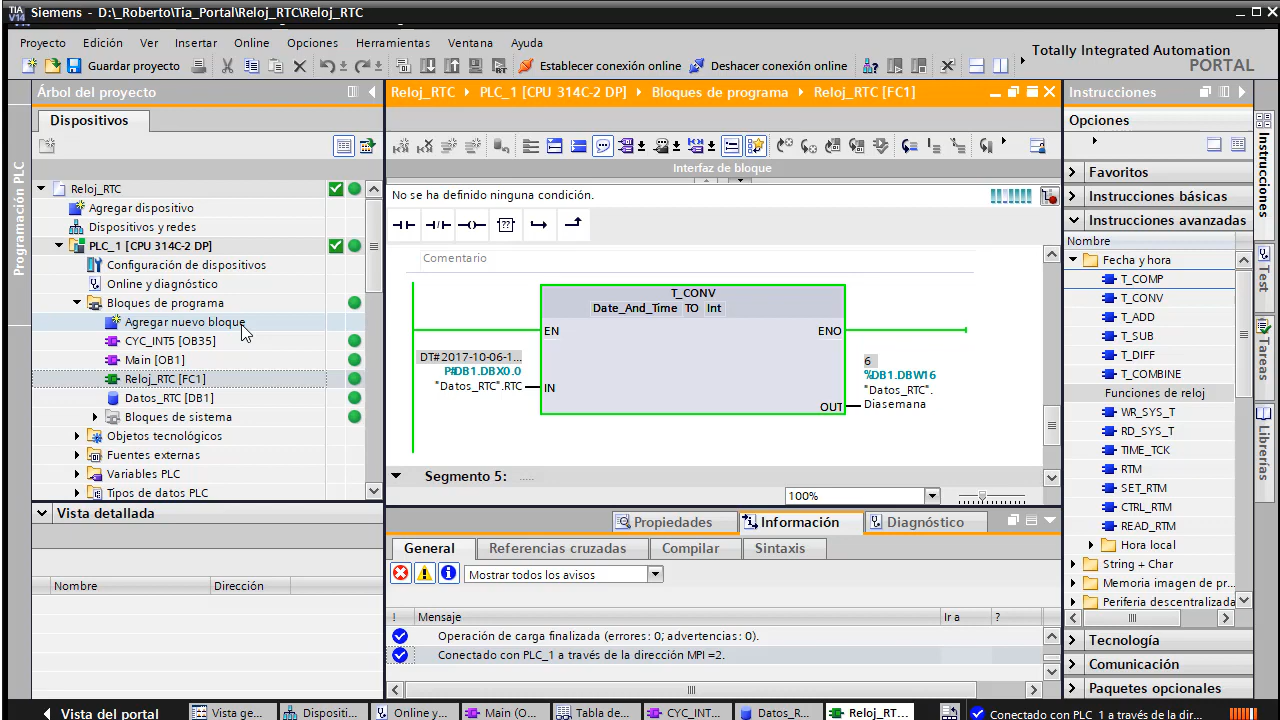 Siemens - D:\_Roberto\Tia_Portal\Reloj_RTC\Reloj_RTC
TIA
V14
Proyecto Edición Ver Insertar Online Opciones Herramientas Ventana Ayuda
Totally Integrated Automation
PORTAL
Guardar proyecto
Establecer conexión online
Deshacer conexión online
Programación PLC
Árbol del proyecto
Dispositivos
Reloj_RTC
Agregar dispositivo
Dispositivos y redes
PLC_1 [CPU 314C-2 DP]
Configuración de dispositivos
Online y diagnóstico
Bloques de programa
Agregar nuevo bloque
CYC_INT5 [OB35]
Main [OB1]
Reloj_RTC [FC1]
Datos_RTC [DB1]
Bloques de sistema
Objetos tecnológicos
Fuentes externas
Variables PLC
Tipos de datos PLC
Vista detallada
Nombre Dirección
Reloj_RTC PLC_1 [CPU 314C-2 DP] Bloques de programa Reloj_RTC [FC1]
Interfaz de bloque
No se ha definido ninguna condición.
??
Comentario
T_CONV
Date_And_Time TO Int
EN ENO
DT#2017-10-06-1...
P#DB1.DBX0.0
"Datos_RTC".RTC IN
6
%DB1.DBW16
"Datos_RTC".
Diasemana
OUT
Segmento 5: .....
100%
Propiedades Información Diagnóstico
General Referencias cruzadas Compilar Sintaxis
Mostrar todos los avisos
! Mensaje Ir a ?
Operación de carga finalizada (errores: 0; advertencias: 0).
Conectado con PLC_1 a través de la dirección MPI =2.
Instrucciones
Opciones
Favoritos
Instrucciones básicas
Instrucciones avanzadas
Nombre
Fecha y hora
T_COMP
T_CONV
T_ADD
T_SUB
T_DIFF
T_COMBINE
Funciones de reloj
WR_SYS_T
RD_SYS_T
TIME_TCK
RTM
SET_RTM
CTRL_RTM
READ_RTM
Hora local
String + Char
Memoria imagen de pr...
Periferia descentralizada
Tecnología
Comunicación
Paquetes opcionales
Instrucciones
Test
Tareas
Librerías
Vista del portal
Vista ge...
Dispositi...
Online y...
Main (O...
Tabla de...
CYC_INT...
Datos_R...
Reloj_RT...
Conectado con PLC_1 a través de la dirección